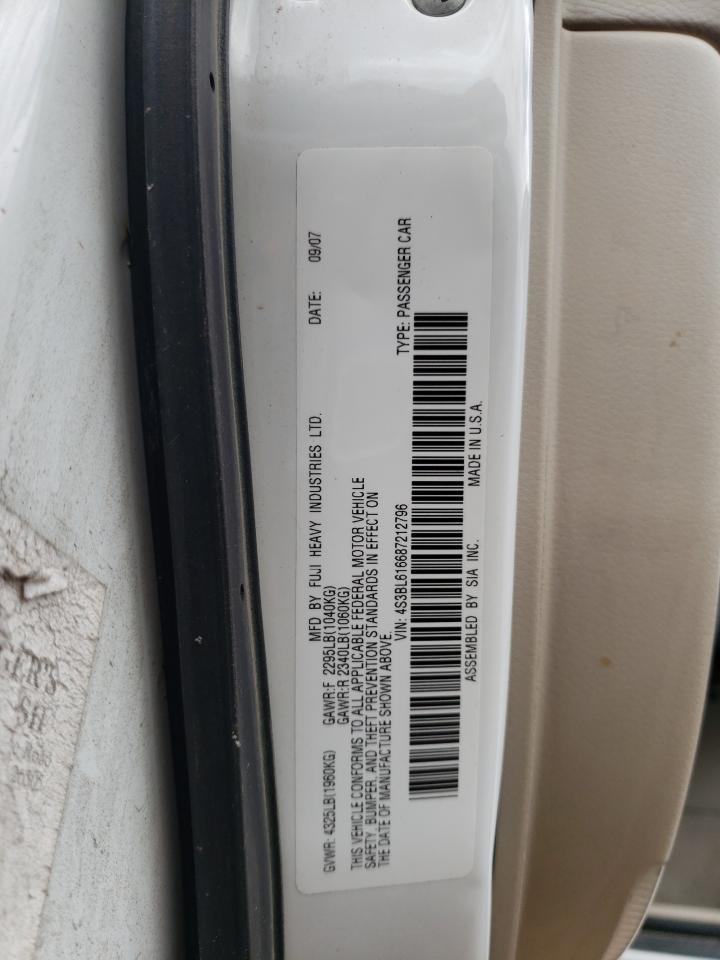 MFD BY FUJI HEAVY INDUSTRIES LTD. DATE: 09/07
GVWR: 4325LB(1960KG) GAWR:F 2295LB(1040KG)
GAWR:R 2340LB(1060KG)
THIS VEHICLE CONFORMS TO ALL APPLICABLE FEDERAL MOTOR VEHICLE
SAFETY, BUMPER, AND THEFT PREVENTION STANDARDS IN EFFECT ON
THE DATE OF MANUFACTURE SHOWN ABOVE.
VIN: 4S3BL616687212796 TYPE: PASSENGER CAR
ASSEMBLED BY SIA INC. MADE IN U.S.A.